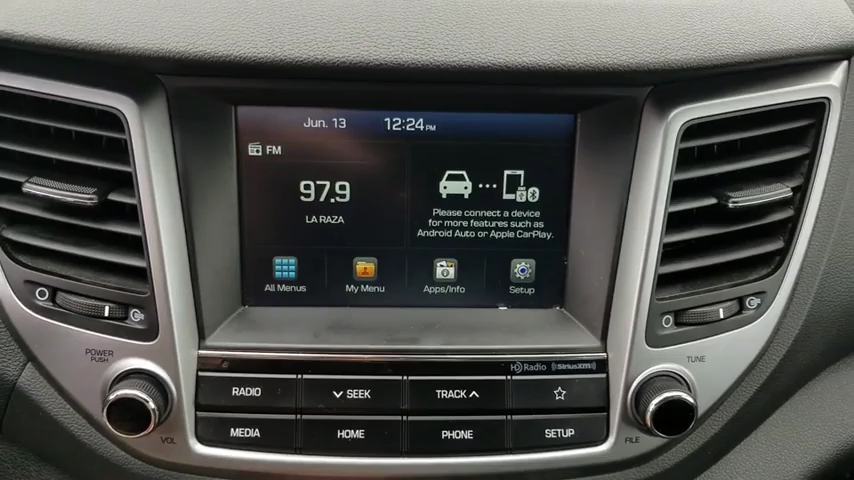 Jun. 13 12:24 PM
FM
97.9
LA RAZA
Please connect a device
for more features such as
Android Auto or Apple CarPlay.
All Menus My Menu Apps/Info Setup
HD Radio ((SiriusXM))
POWER
PUSH
VOL
TUNE
FILE
RADIO SEEK TRACK
MEDIA HOME PHONE SETUP